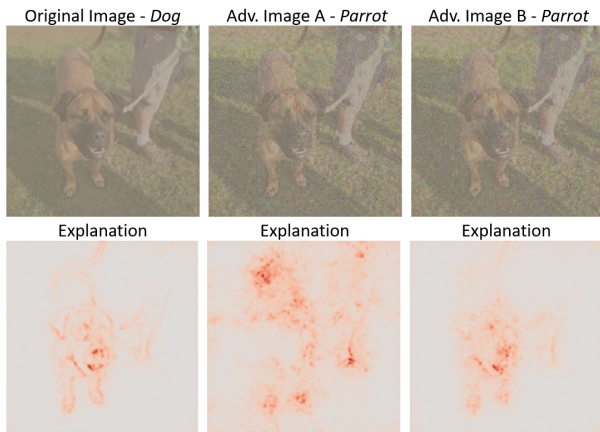 Original Image - Dog
Adv. Image A - Parrot
Adv. Image B - Parrot
Explanation
Explanation
Explanation